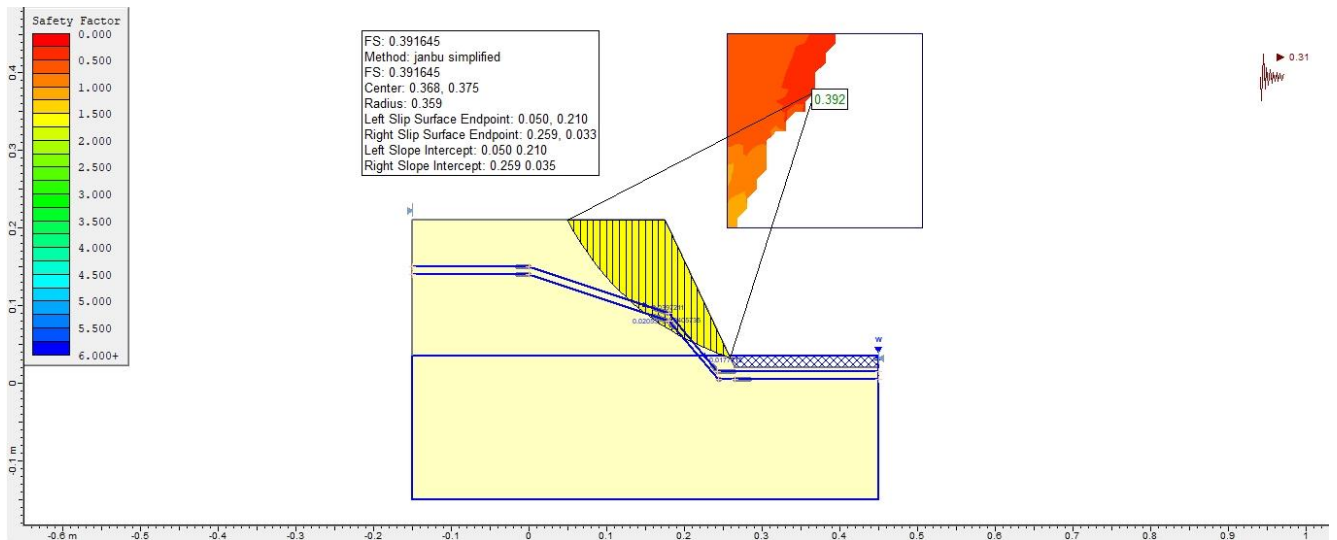 Safety Factor
0.000
0.500
1.000
1.500
2.000
2.500
3.000
3.500
4.000
4.500
5.000
5.500
6.000+
FS: 0.391645
Method: janbu simplified
FS: 0.391645
Center: 0.368, 0.375
Radius: 0.359
Left Slip Surface Endpoint: 0.050, 0.210
Right Slip Surface Endpoint: 0.259, 0.033
Left Slope Intercept: 0.050 0.210
Right Slope Intercept: 0.259 0.035
0.392
0.31
W
0.4
0.3
0.2
0.1
0
-0.1 m
-0.6 m
-0.5
-0.4
-0.3
-0.2
-0.1
0
0.1
0.2
0.3
0.4
0.5
0.6
0.7
0.8
0.9
1